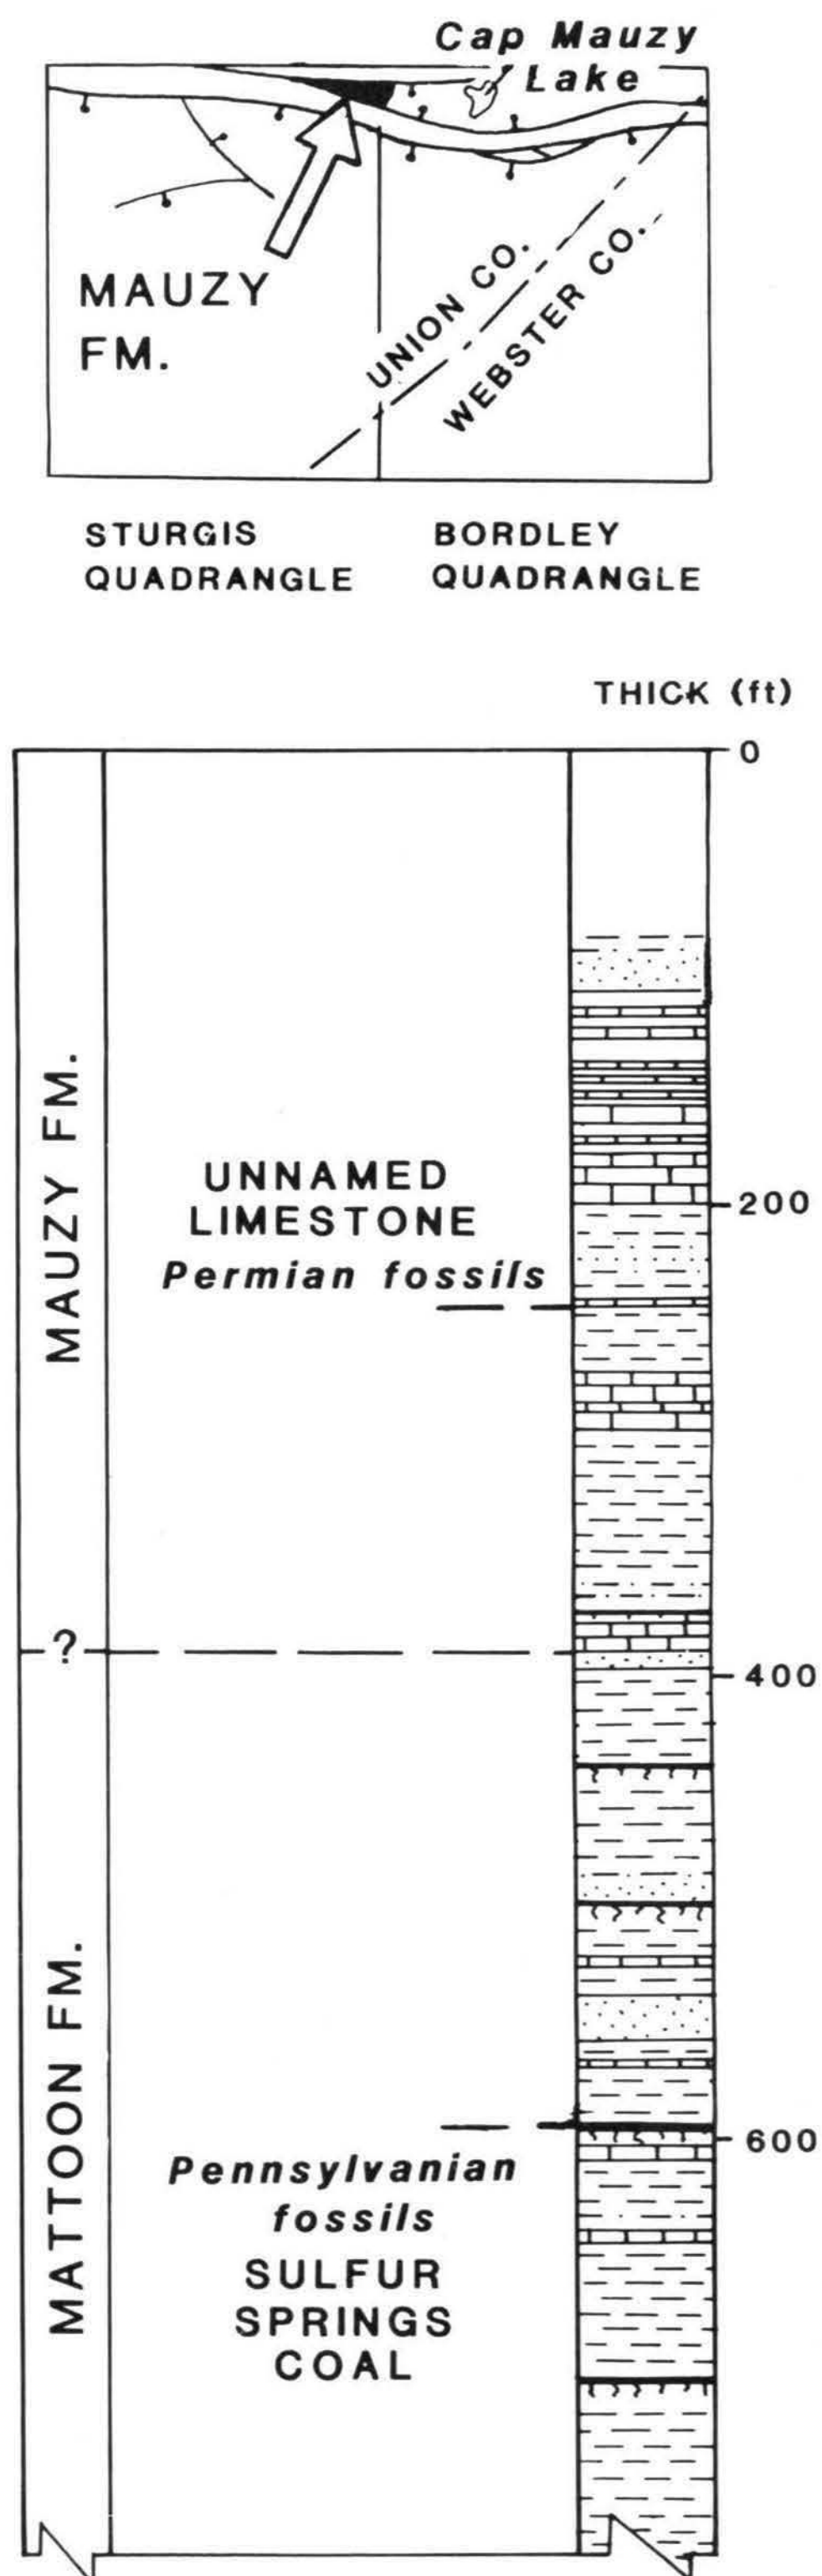 Cap Mauzy
Lake
MAUZY
FM.
UNION CO.
WEBSTER CO.
STURGIS
QUADRANGLE
BORDLEY
QUADRANGLE
THICK (ft)
0
MAUZY FM.
UNNAMED
LIMESTONE
Permian fossils
200
?
400
MATTOON FM.
600
Pennsylvanian
fossils
SULFUR
SPRINGS
COAL